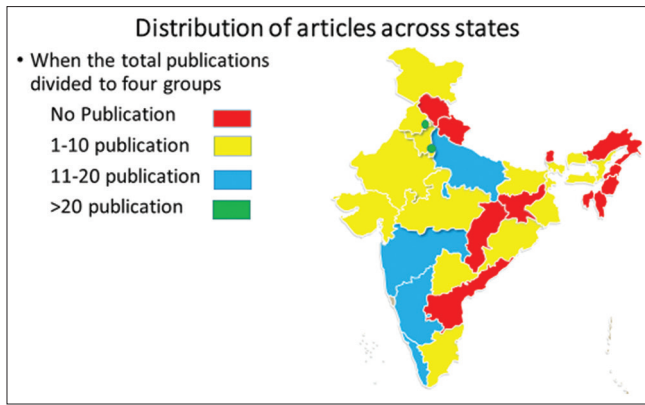 Distribution of articles across states
• When the total publications
divided to four groups
No Publication
1-10 publication
11-20 publication
>20 publication